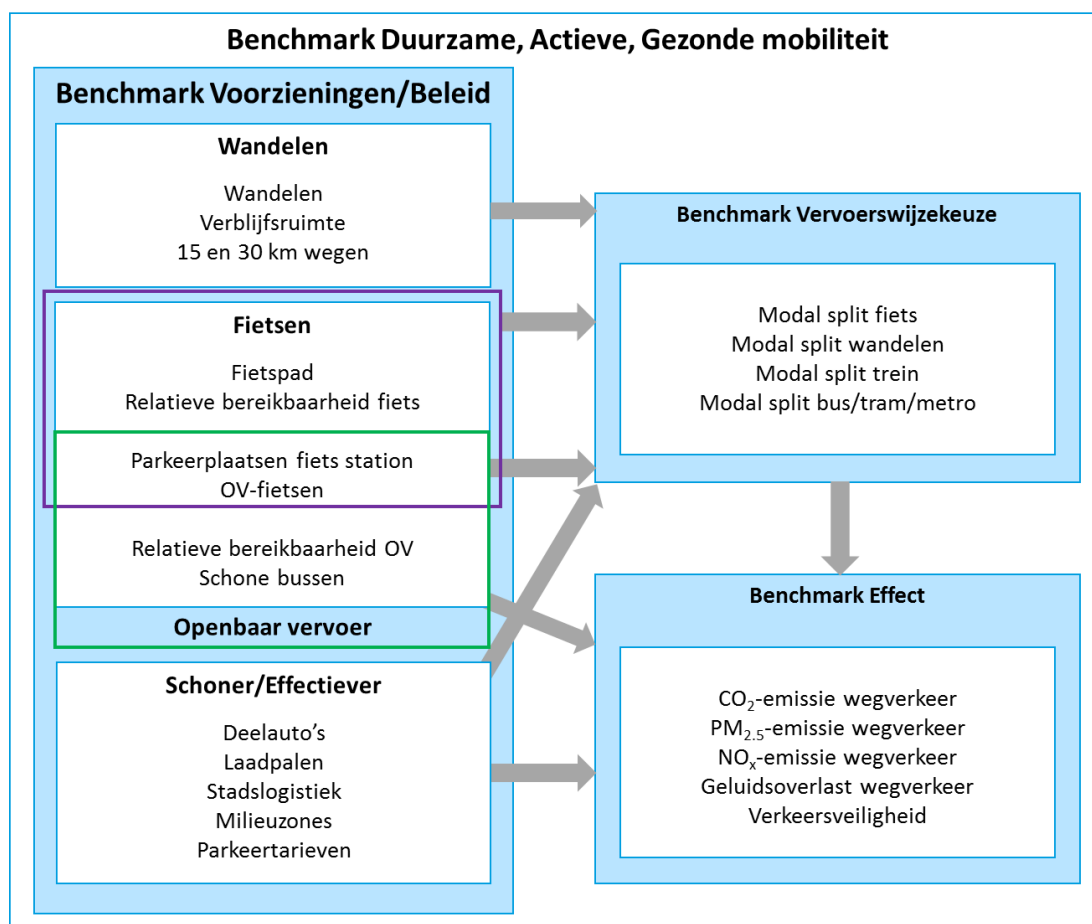 Benchmark Duurzame, Actieve, Gezonde mobiliteit
Benchmark Voorzieningen/Beleid
Wandelen
Wandelen
Verblijfsruimte
15 en 30 km wegen
Fietsen
Fietspad
Relatieve bereikbaarheid fiets
Parkeerplaatsen fiets station
OV-fietsen
Relatieve bereikbaarheid OV
Schone bussen
Openbaar vervoer
Schoner/Effectiever
Deelauto’s
Laadpalen
Stadslogistiek
Milieuzones
Parkeertarieven
Benchmark Vervoerswijzekeuze
Modal split fiets
Modal split wandelen
Modal split trein
Modal split bus/tram/metro
Benchmark Effect
CO₂-emissie wegverkeer
PM₂.₅-emissie wegverkeer
NOₓ-emissie wegverkeer
Geluidsoverlast wegverkeer
Verkeersveiligheid